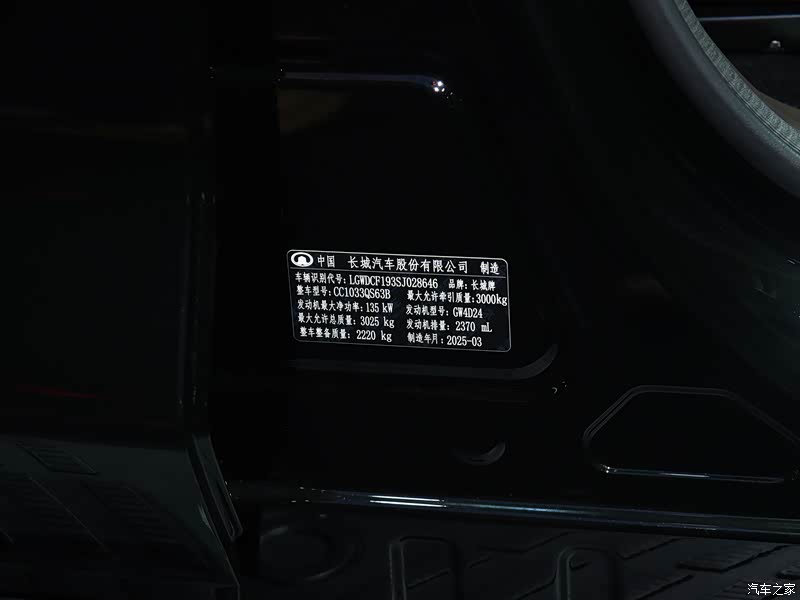 中国 长城汽车股份有限公司 制造
车辆识别代号: LGWDCF193SJ028646 品牌: 长城牌
整车型号: CC1033QS63B 最大允许牵引质量: 3000kg
发动机最大净功率: 135 kW 发动机型号: GW4D24
最大允许总质量: 3025 kg 发动机排量: 2370 mL
整车整备质量: 2220 kg 制造年月: 2025-03
汽车之家